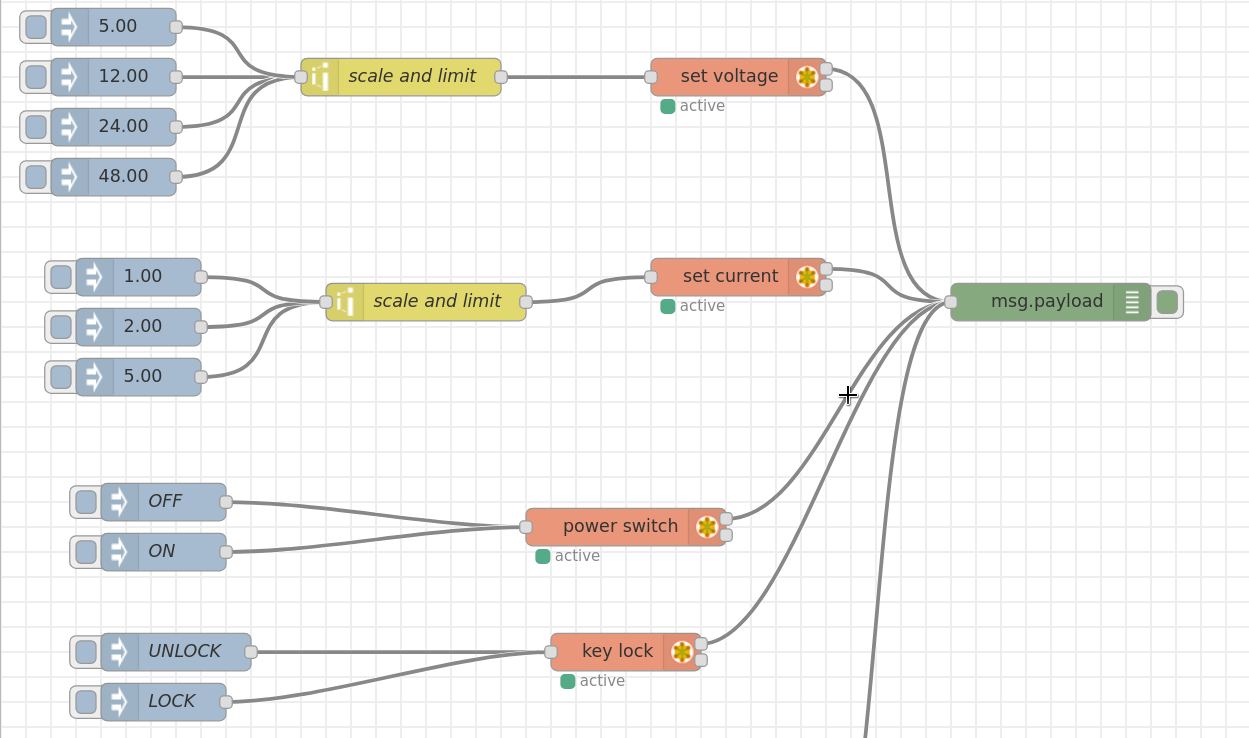 5.00
12.00
scale and limit
set voltage
active
24.00
48.00
1.00
set current
scale and limit
msg.payload
active
2.00
5.00
OFF
power switch
ON
active
UNLOCK
key lock
active
LOCK